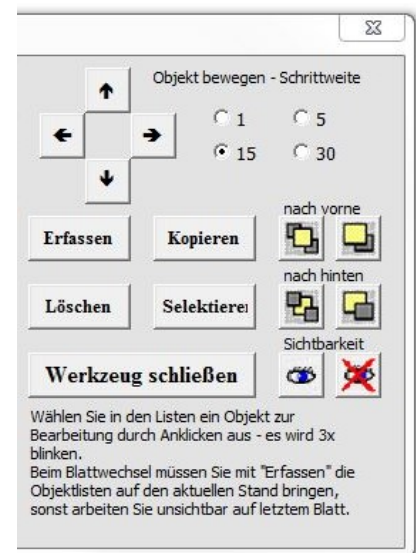 Objekt bewegen - Schrittweite
1 5
15 30
nach vorne
Erfassen Kopieren
nach hinten
Löschen Selektieren
Sichtbarkeit
Werkzeug schließen
Wählen Sie in den Listen ein Objekt zur
Bearbeitung durch Anklicken aus - es wird 3x
blinken.
Beim Blattwechsel müssen Sie mit "Erfassen" die
Objektlisten auf den aktuellen Stand bringen,
sonst arbeiten Sie unsichtbar auf letztem Blatt.